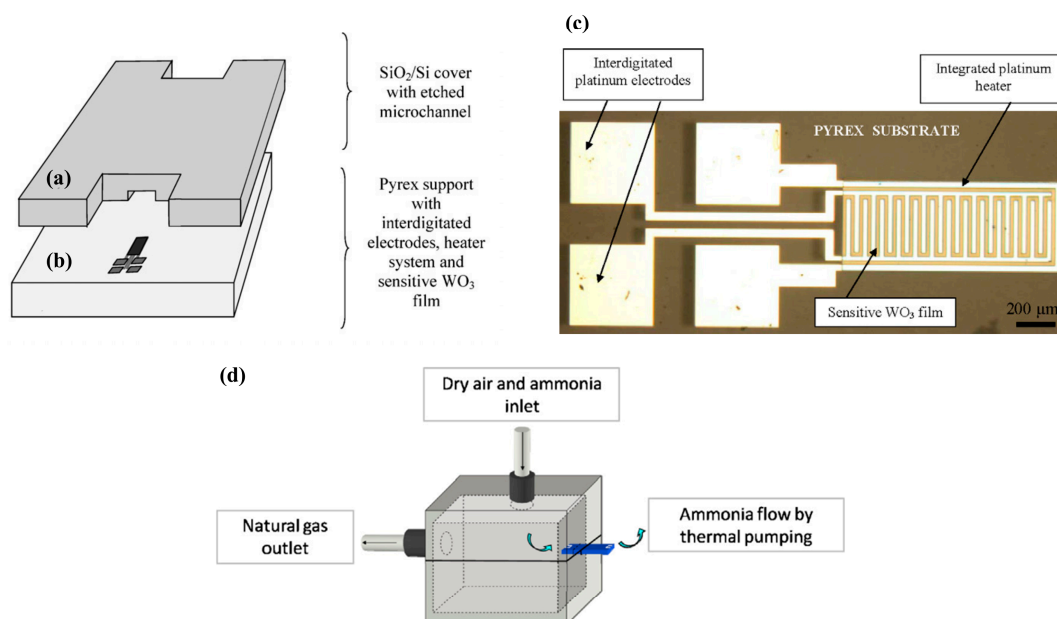 (c)
SiO₂/Si cover
with etched
microchannel
(a)
Pyrex support
with
interdigitated
electrodes, heater
system and
sensitive WO₃
film
(b)
Interdigitated
platinum electrodes
Integrated platinum
heater
PYREX SUBSTRATE
Sensitive WO₃ film
200 µm
(d)
Dry air and ammonia
inlet
Natural gas
outlet
Ammonia flow by
thermal pumping